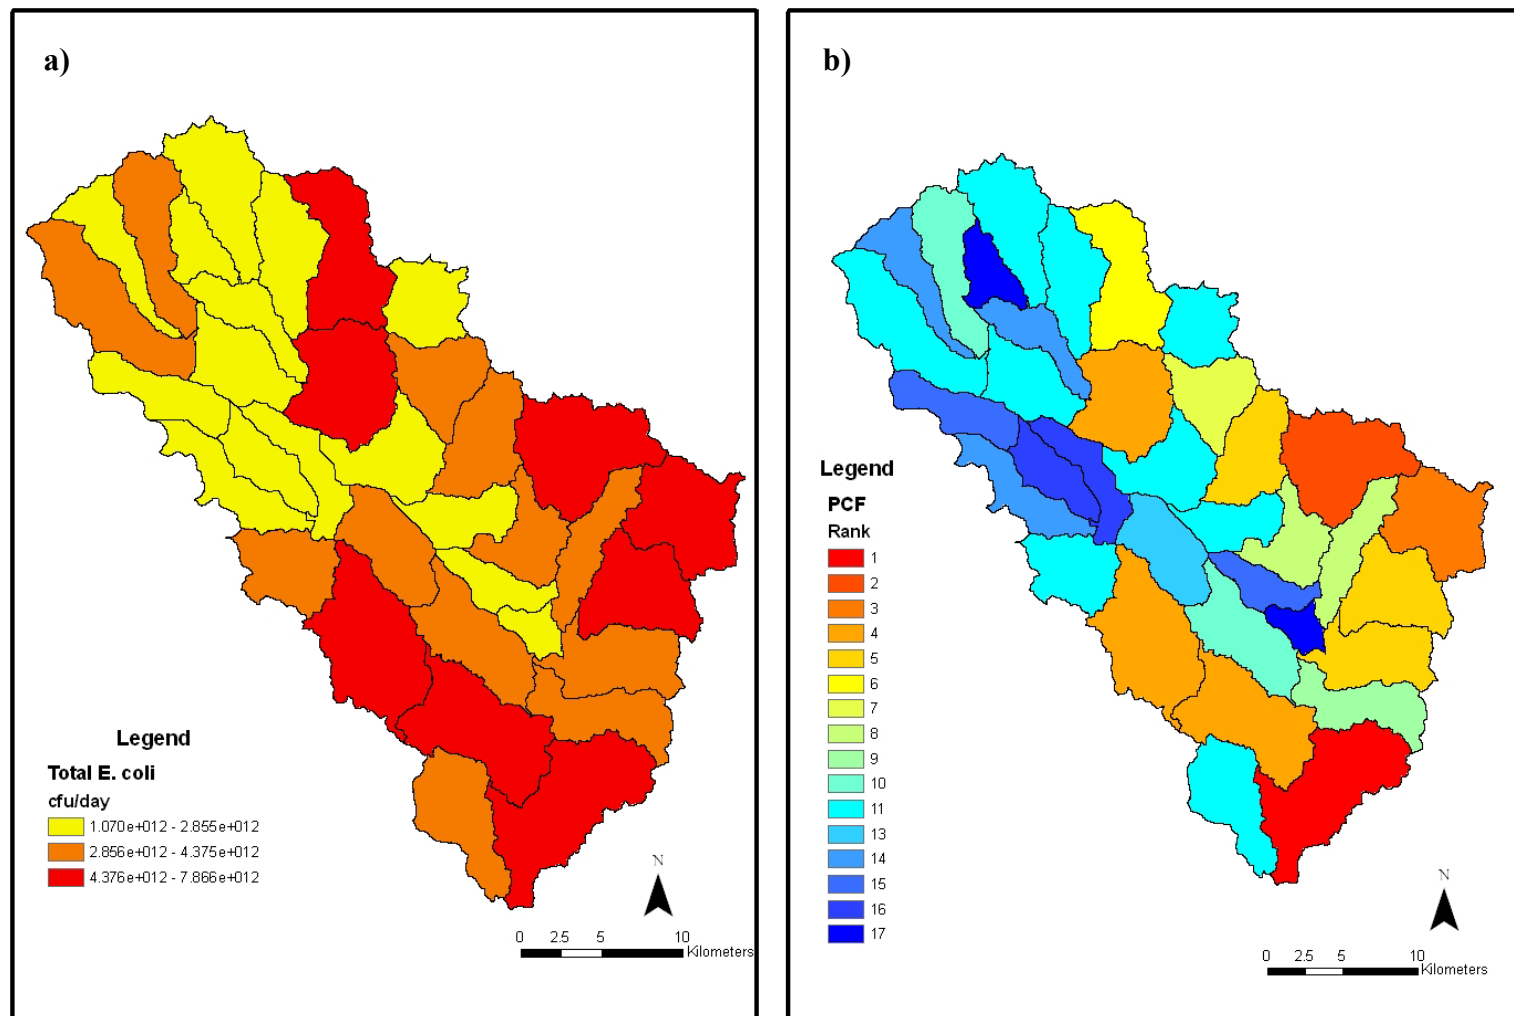 a)
Legend
Total E. coli
cfu/day
1.070e+012 - 2.855e+012
2.856e+012 - 4.375e+012
4.376e+012 - 7.866e+012
N
0 2.5 5 10
Kilometers
b)
Legend
PCF
Rank
1
2
3
4
5
6
7
8
9
10
11
13
14
15
16
17
N
0 2.5 5 10
Kilometers